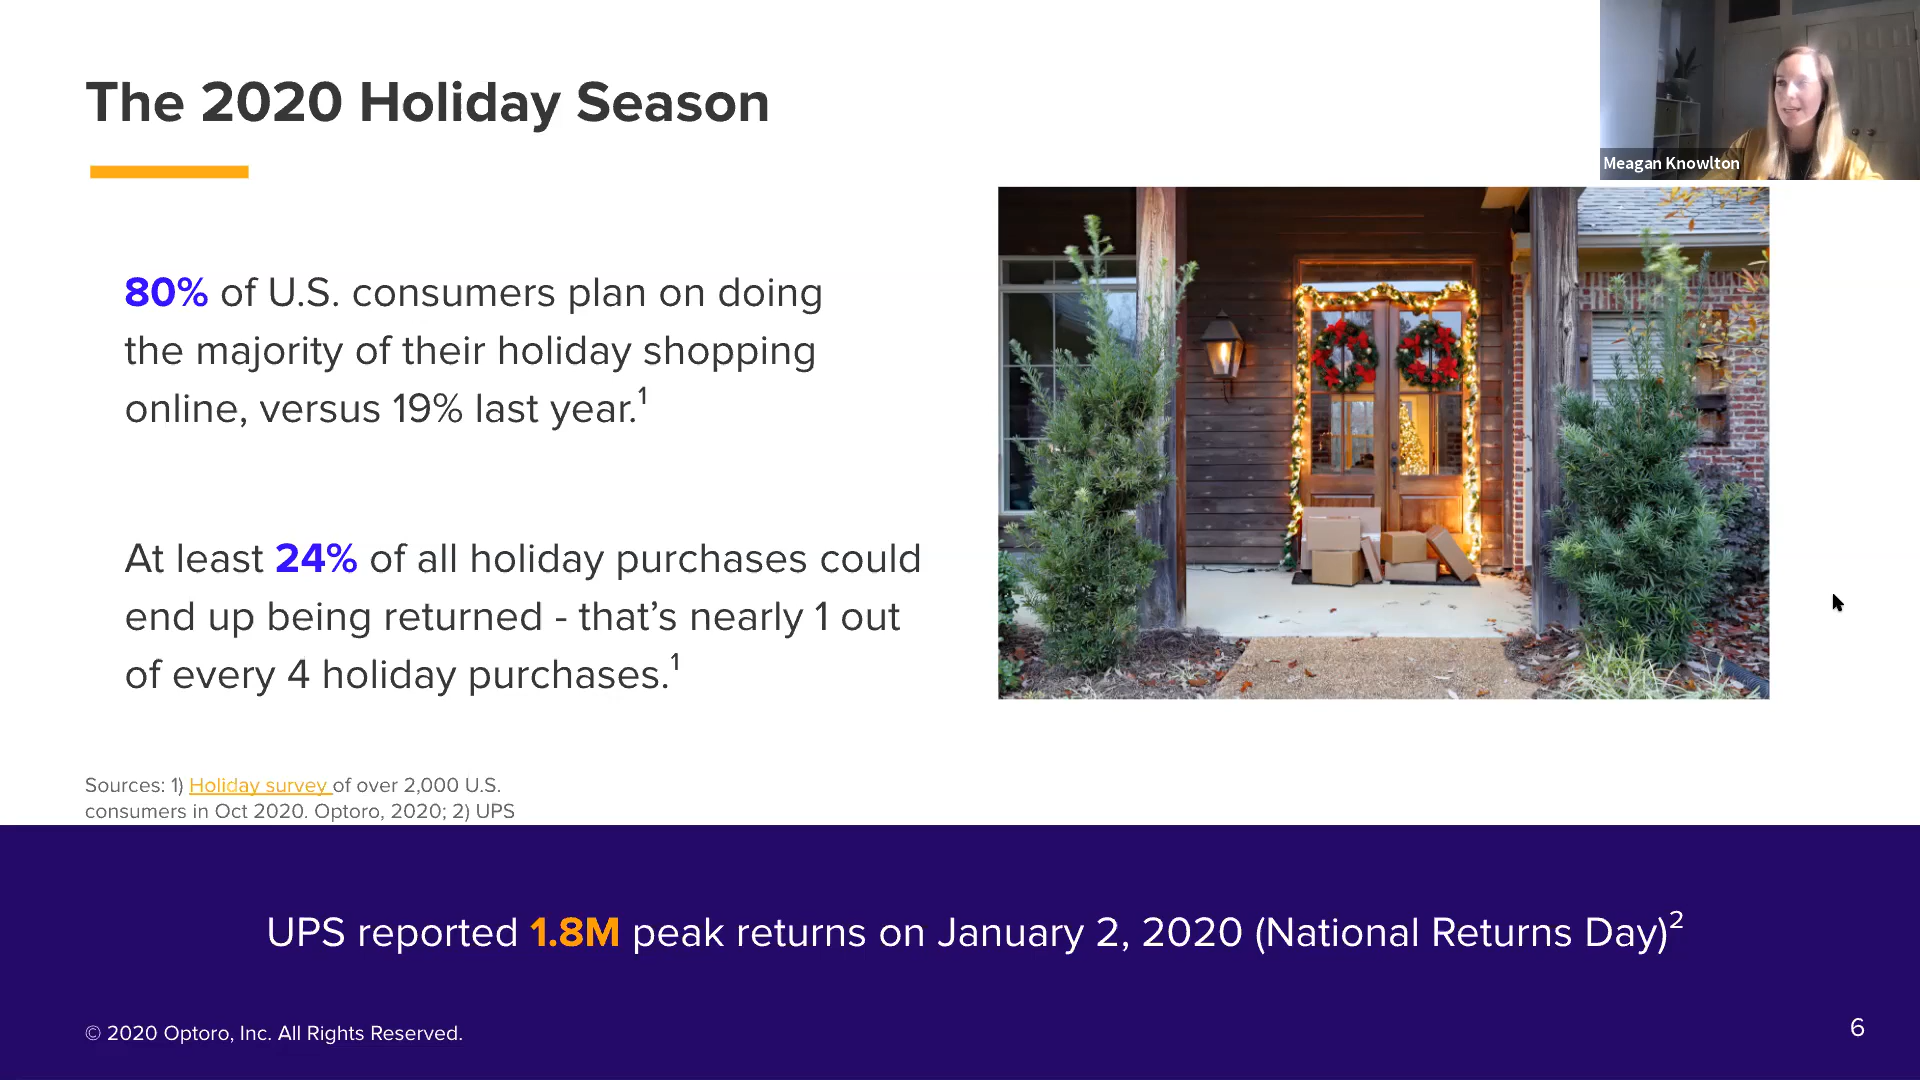 The 2020 Holiday Season
Meagan Knowlton
80% of U.S. consumers plan on doing
the majority of their holiday shopping
online, versus 19% last year.¹
At least 24% of all holiday purchases could
end up being returned - that’s nearly 1 out
of every 4 holiday purchases.¹
Sources: 1) Holiday survey of over 2,000 U.S.
consumers in Oct 2020. Optoro, 2020; 2) UPS
UPS reported 1.8M peak returns on January 2, 2020 (National Returns Day)²
© 2020 Optoro, Inc. All Rights Reserved.
6